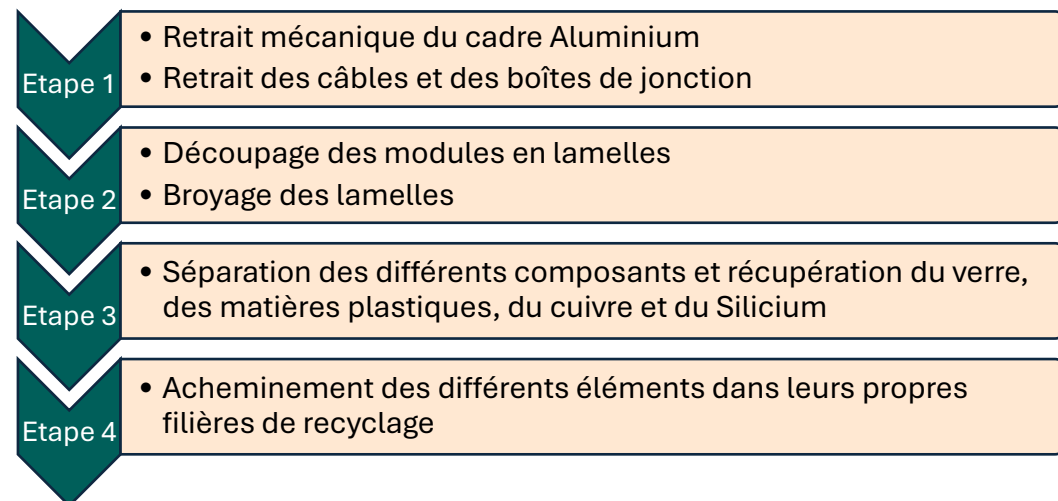 Etape 1
• Retrait mécanique du cadre Aluminium
• Retrait des câbles et des boîtes de jonction
Etape 2
• Découpage des modules en lamelles
• Broyage des lamelles
Etape 3
• Séparation des différents composants et récupération du verre,
des matières plastiques, du cuivre et du Silicium
Etape 4
• Acheminement des différents éléments dans leurs propres
filières de recyclage